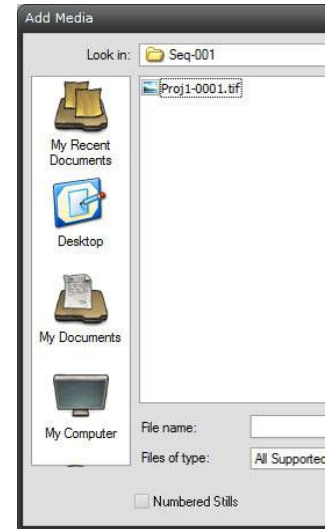 Add Media
Look in:
Seq-001
Proj1-0001.tif
My Recent
Documents
Desktop
My Documents
My Computer
File name:
Files of type:
All Supported
Numbered Stills